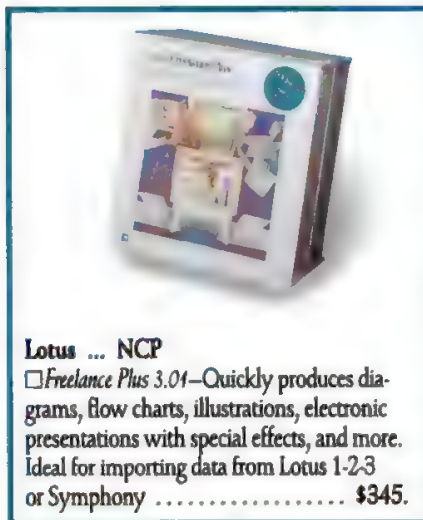 Lotus ... NCP
□Freelance Plus 3.01–Quickly produces dia-
grams, flow charts, illustrations, electronic
presentations with special effects, and more.
Ideal for importing data from Lotus 1-2-3
or Symphony .................. $345.